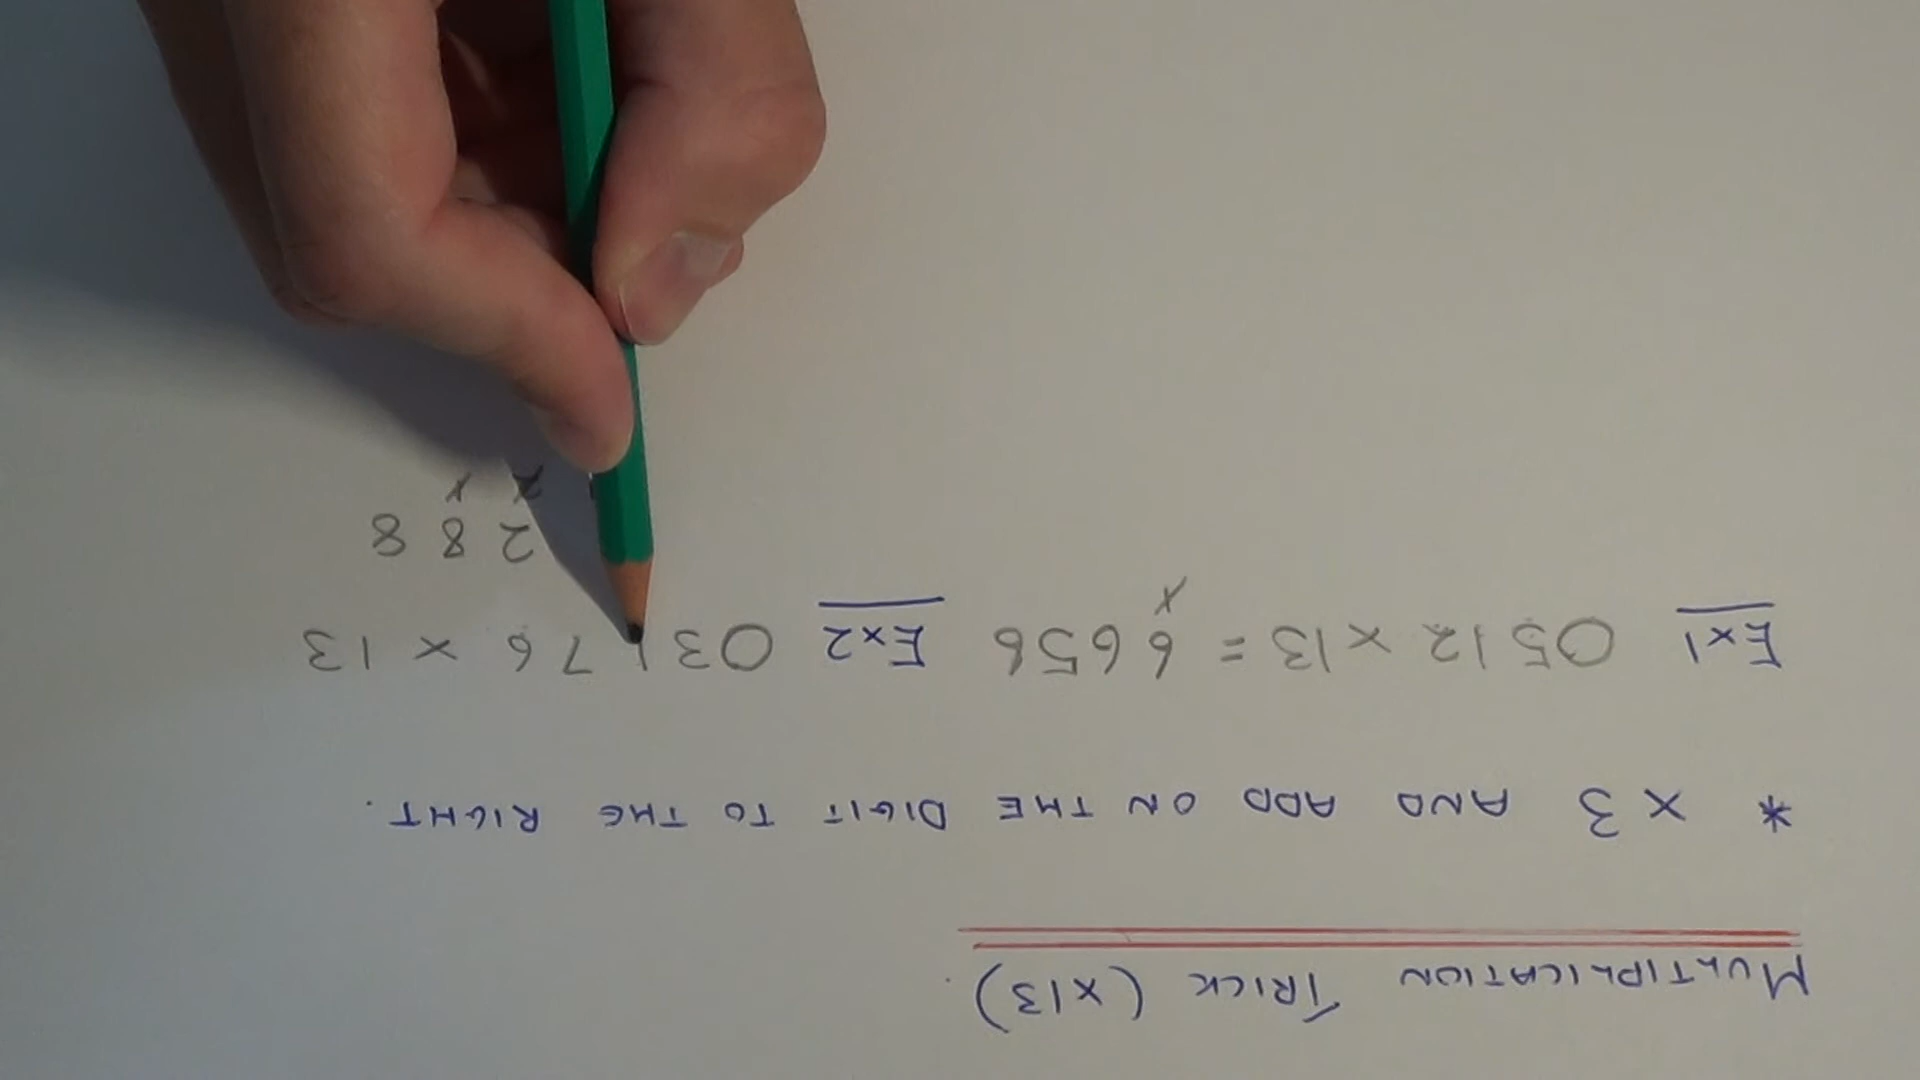 MULTIPLICATION TRICK (×13).
* × 3 AND ADD ON THE DIGIT TO THE RIGHT.
Ex1 0512 × 13 = 6656 Ex2 03176 × 13
288